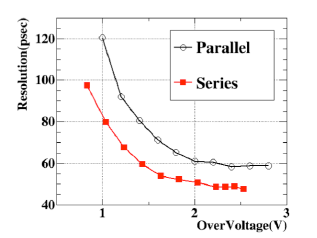 Resolution(psec)
120
100
80
60
40
Parallel
Series
1 2 3
OverVoltage(V)